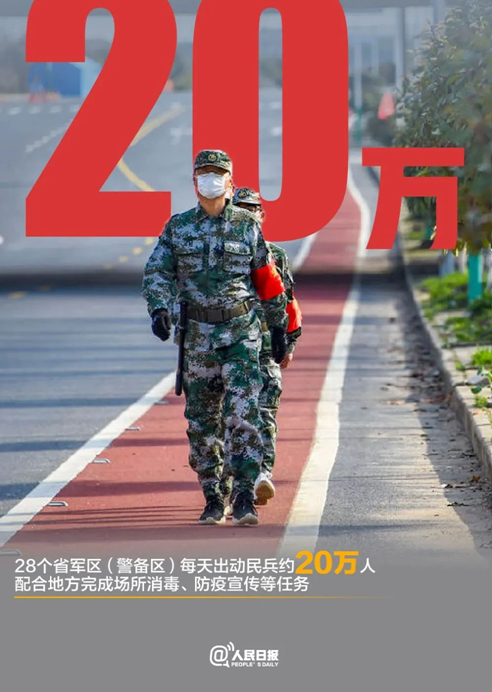 20万
28个省军区（警备区）每天出动民兵约20万人
配合地方完成场所消毒、防疫宣传等任务
@人民日报
PEOPLE'S DAILY